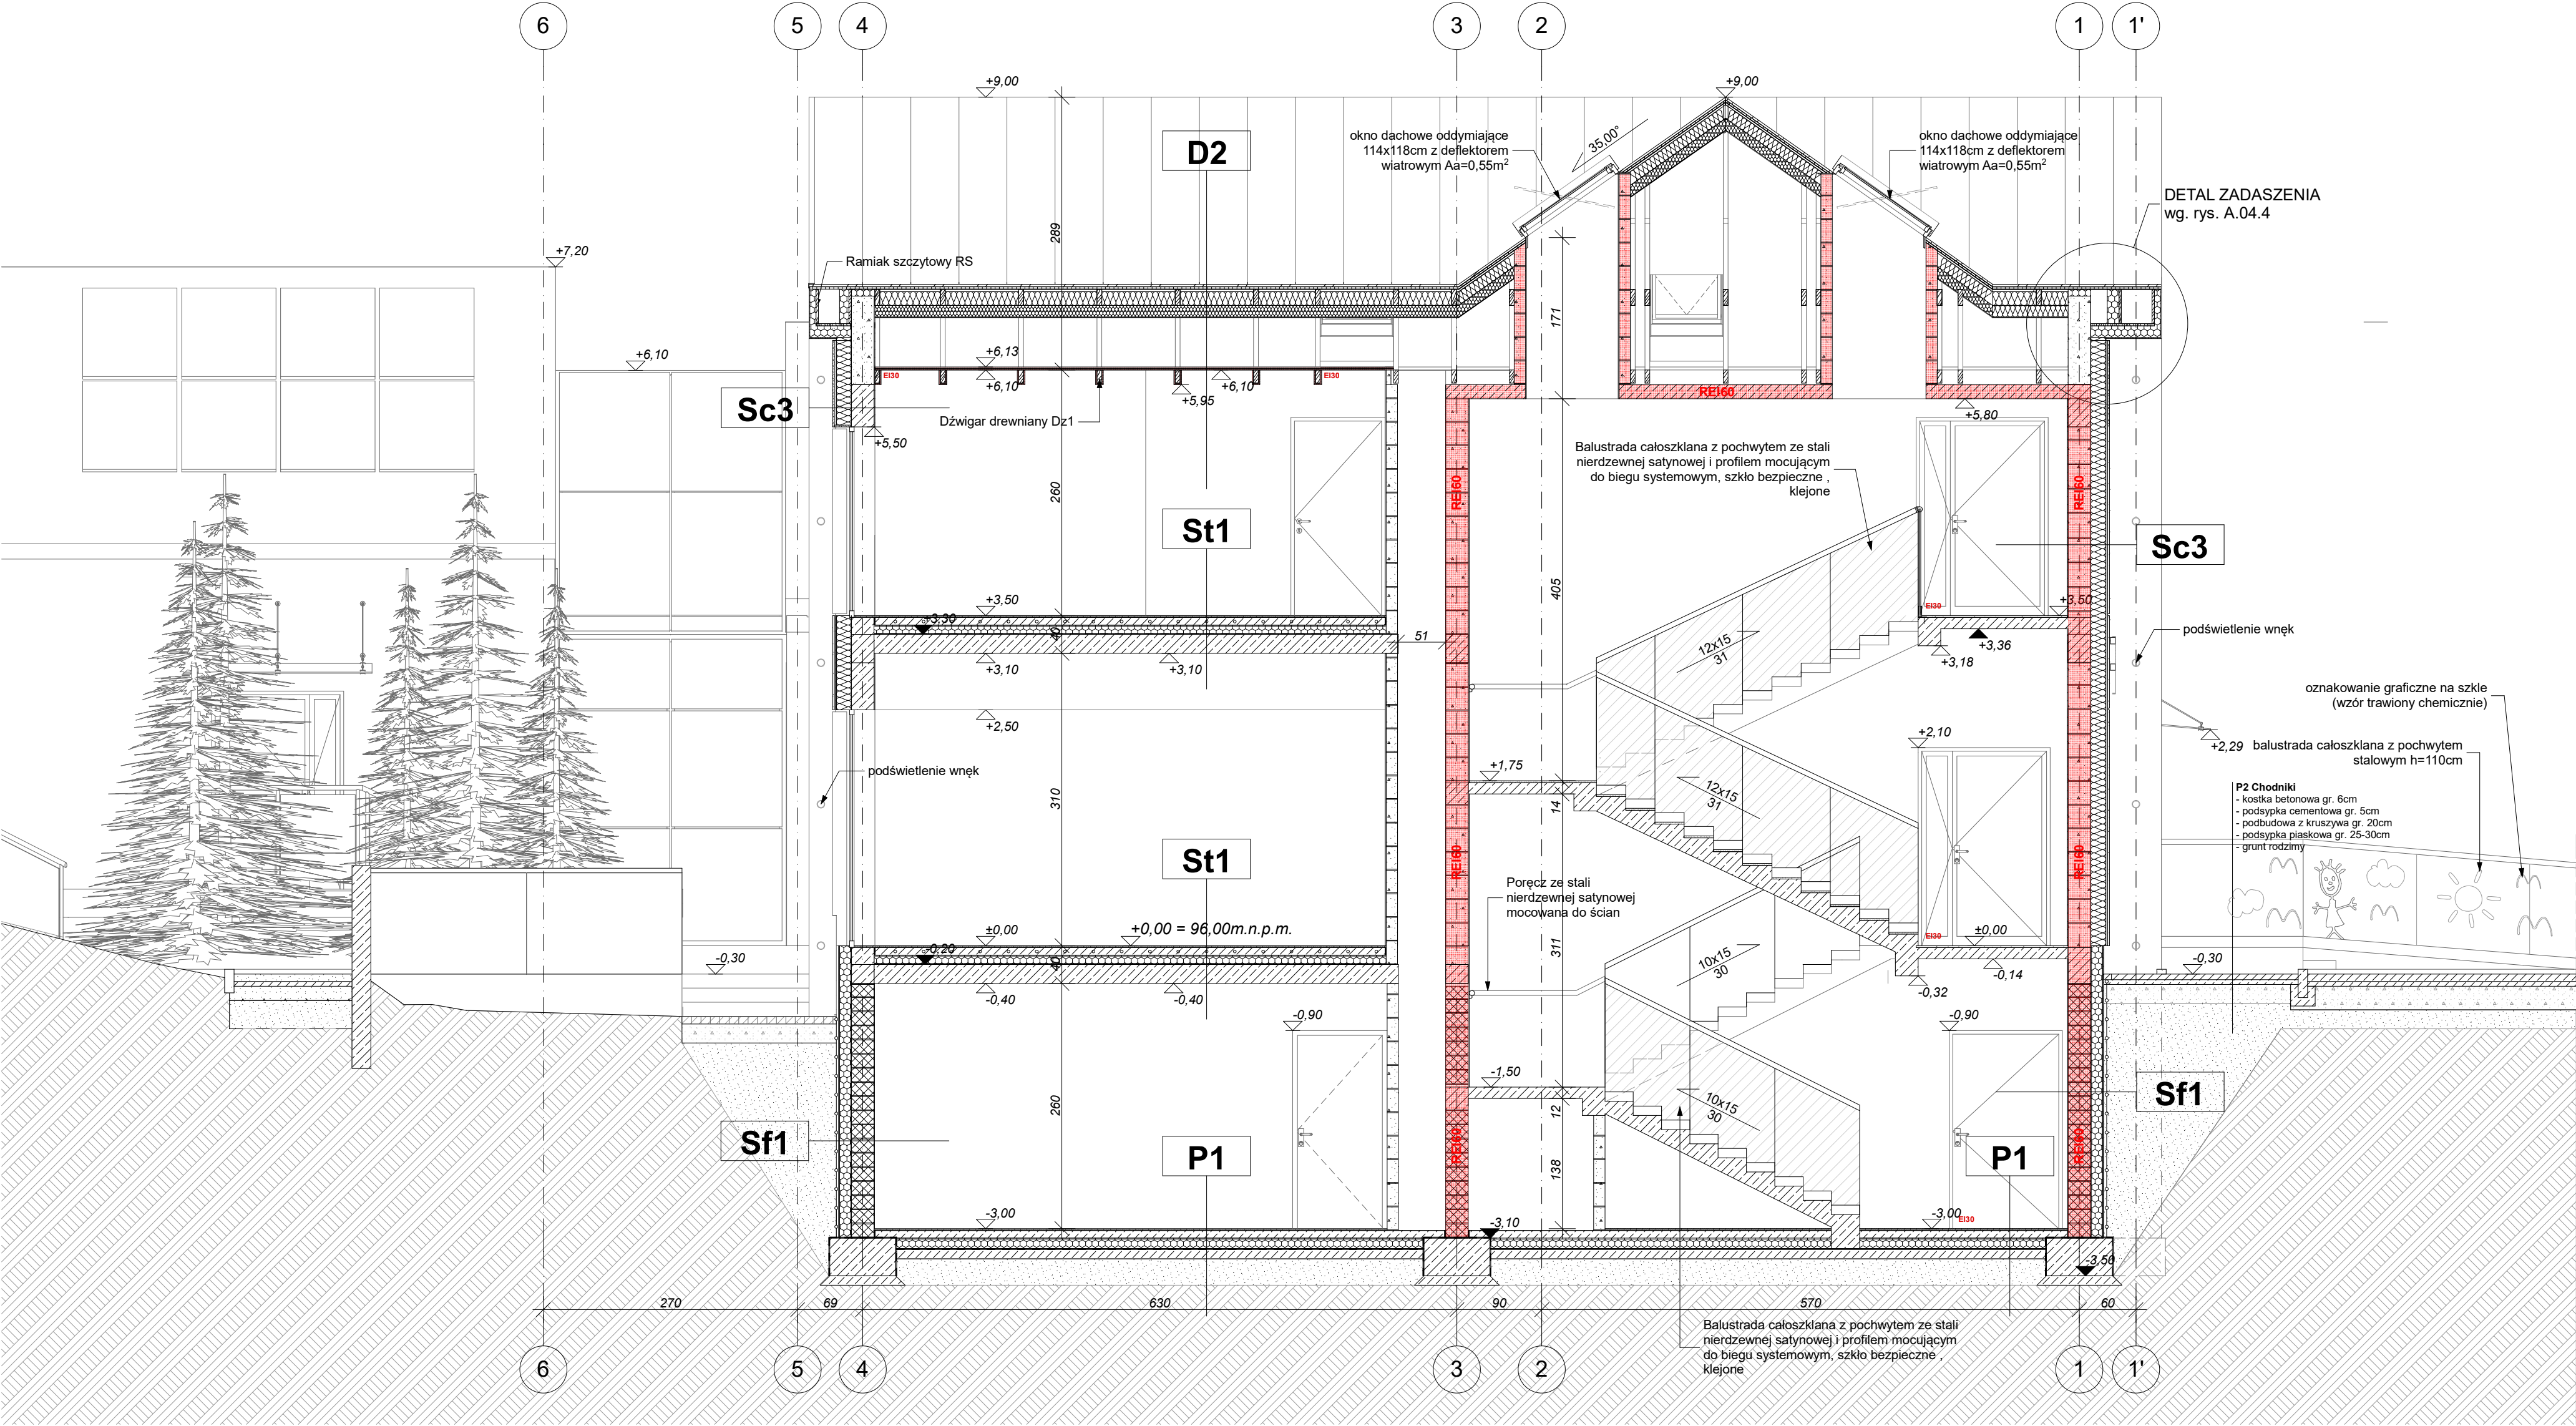 6
5
4
3
2
1
1'
+9,00
+9,00
D2
okno dachowe oddymiające
114x118cm z deflektorem
wiatrowym Aa=0,55m²
35,00°
okno dachowe oddymiające
114x118cm z deflektorem
wiatrowym Aa=0,55m²
DETAL ZADASZENIA
wg. rys. A.04.4
289
+7,20
Ramiak szczytowy RS
171
+6,10
+6,13
+6,10
EI30
EI30
+6,10
+5,95
REI60
Sc3
Dźwigar drewniany Dz1
+5,80
+5,50
Balustrada całoszklana z pochwytem ze stali
nierdzewnej satynowej i profilem mocującym
do biegu systemowym, szkło bezpieczne ,
klejone
260
REI60
REI60
St1
Sc3
405
+3,50
EI30
+3,50
+3,30
40
51
12x15
31
podświetlenie wnęk
+3,36
+3,18
+3,10
+3,10
oznakowanie graficzne na szkle
(wzór trawiony chemicznie)
+2,50
+2,10
+2,29
balustrada całoszklana z pochwytem
stalowym h=110cm
podświetlenie wnęk
+1,75
310
14
12x15
31
P2 Chodniki
- kostka betonowa gr. 6cm
- podsypka cementowa gr. 5cm
- podbudowa z kruszywa gr. 20cm
- podsypka piaskowa gr. 25-30cm
- grunt rodzimy
St1
REI60
REI60
Poręcz ze stali
nierdzewnej satynowej
mocowana do ścian
±0,00
+0,00 = 96,00m.n.p.m.
EI30
±0,00
-0,20
311
-0,30
40
10x15
30
-0,30
-0,14
-0,32
-0,40
-0,40
-0,90
-0,90
-1,50
260
12
10x15
30
Sf1
Sf1
REI60
REI60
P1
P1
138
-3,00
-3,10
-3,00
EI30
-3,50
270
69
630
90
570
60
Balustrada całoszklana z pochwytem ze stali
nierdzewnej satynowej i profilem mocującym
do biegu systemowym, szkło bezpieczne ,
klejone
6
5
4
3
2
1
1'